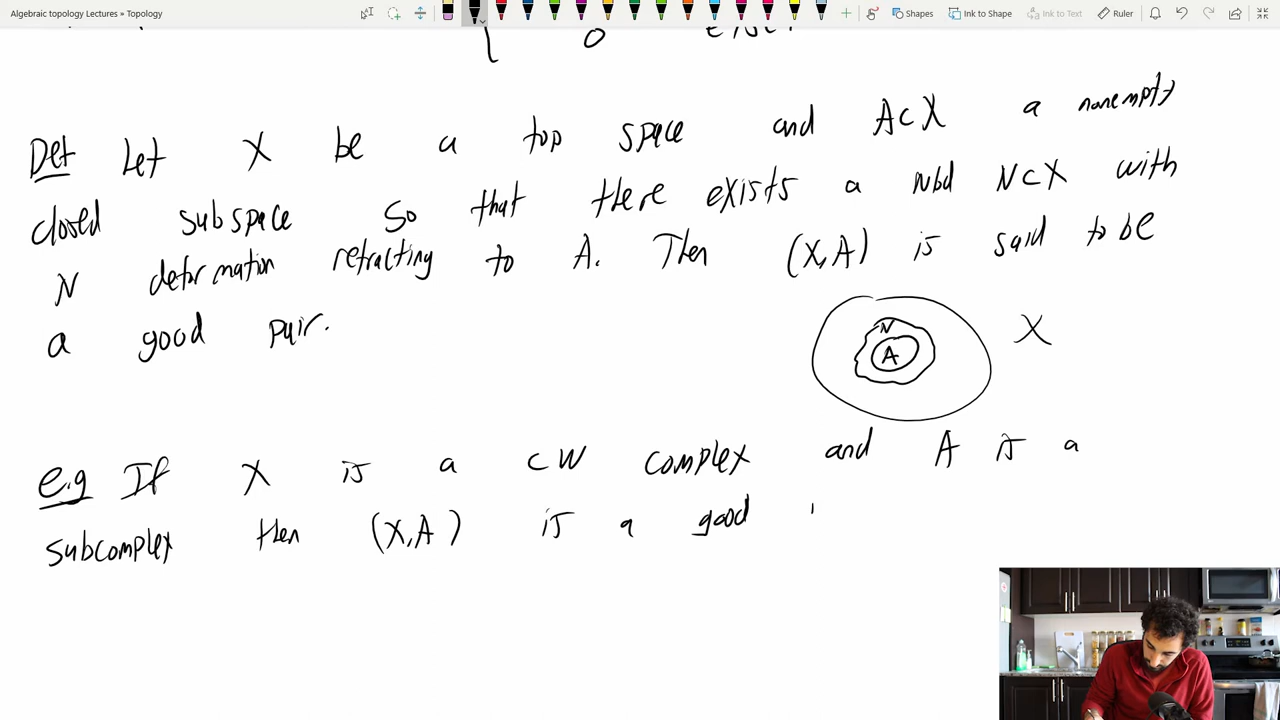 Algebraic topology Lectures » Topology
Shapes Ink to Shape Ink to Text Ruler
0
Def Let X be a top space and A⊂X a nonempty
closed subspace so that there exists a nbd N⊂X with
N deformation retracting to A. Then (X,A) is said to be
a good pair.
N
A
X
e.g If X is a CW complex and A is a
subcomplex then (X,A) is a good